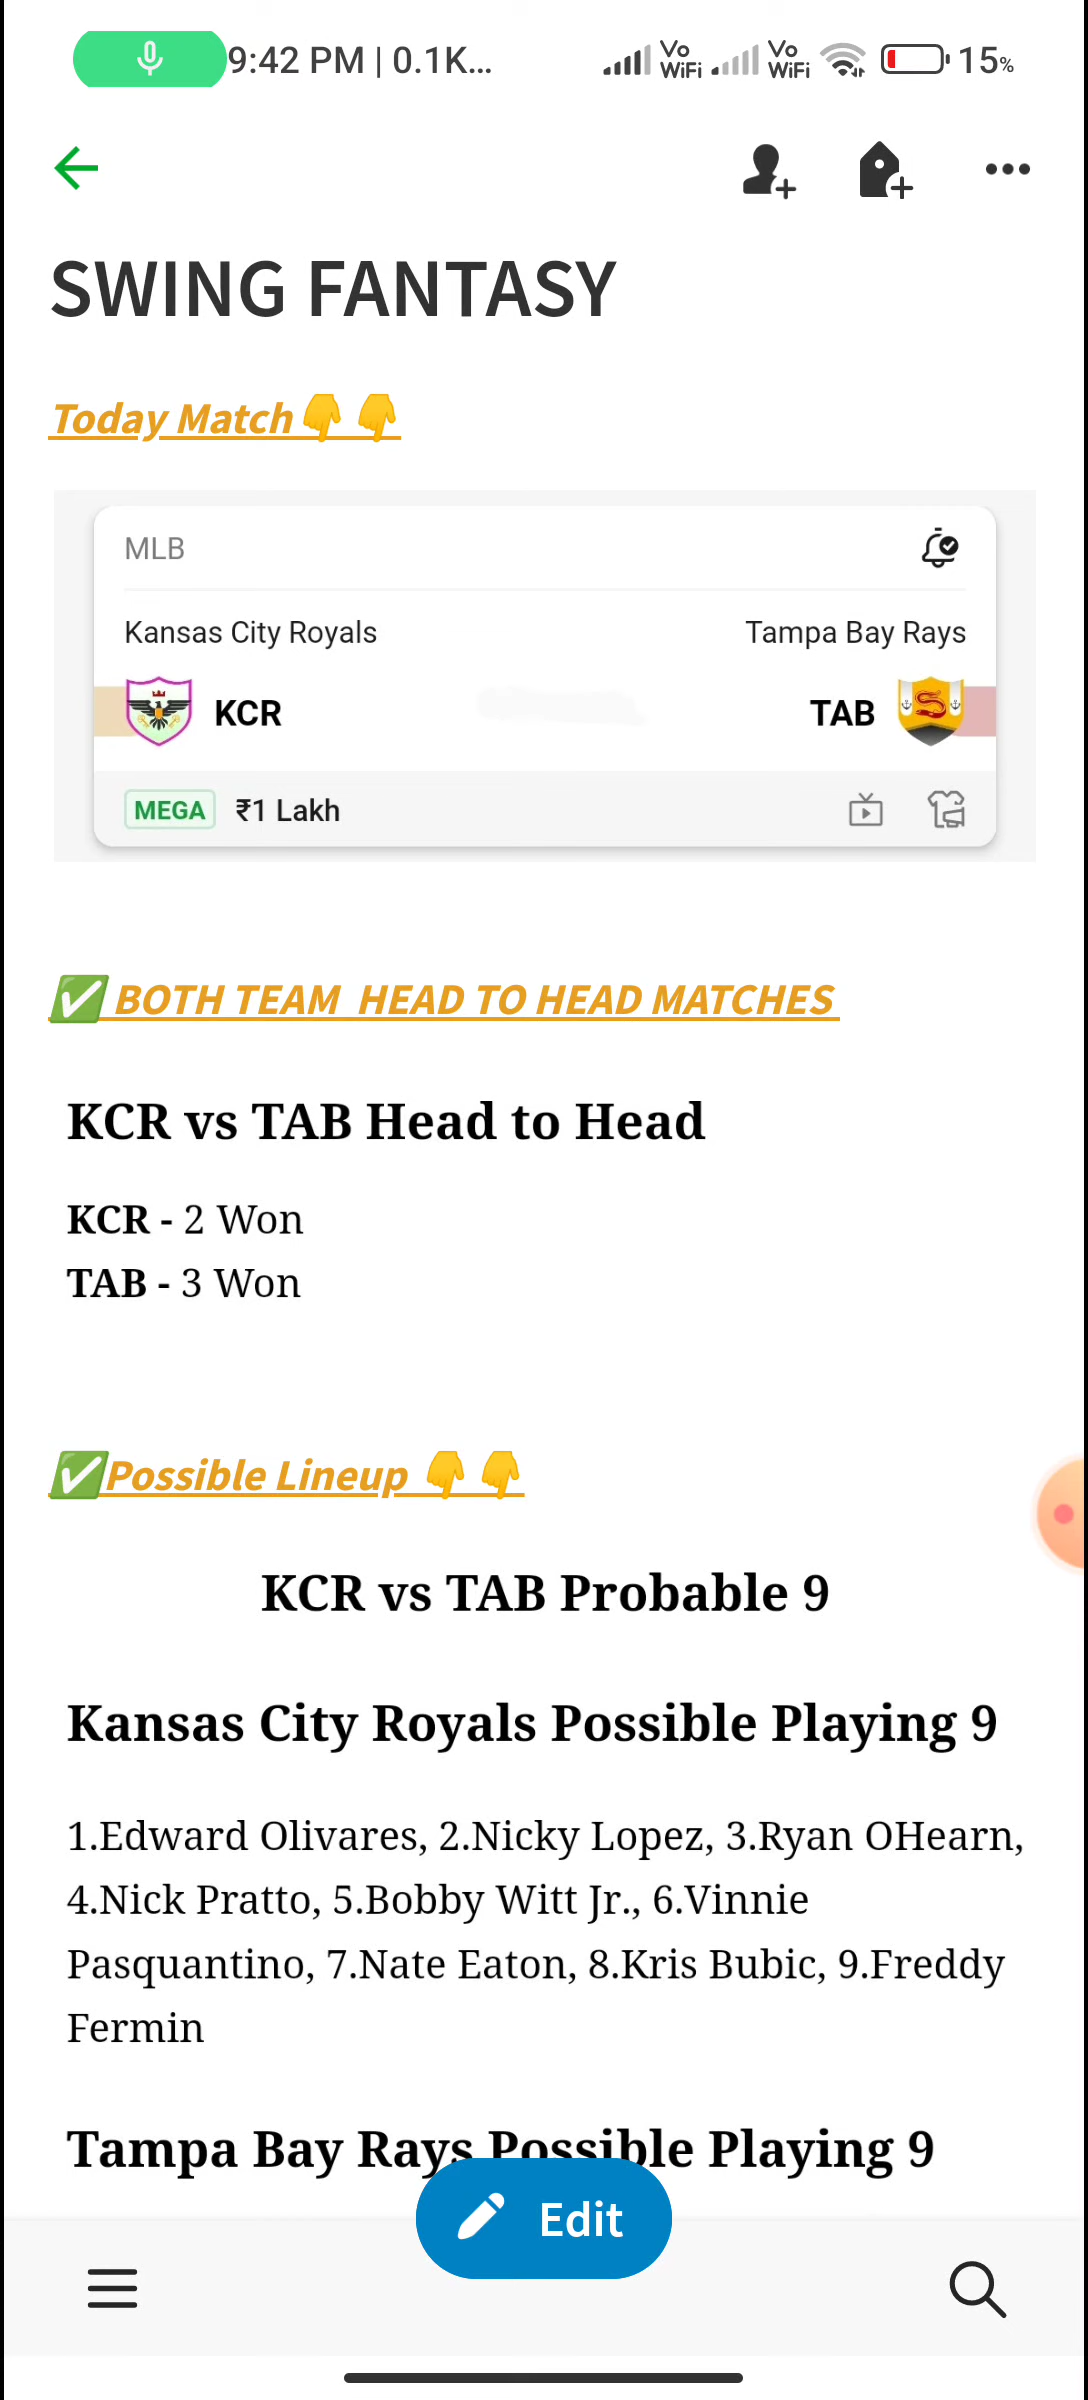 9:42 PM | 0.1K...
Vo WiFi Vo WiFi 15%
SWING FANTASY
Today Match👇👇
MLB
Kansas City Royals Tampa Bay Rays
KCR TAB
MEGA ₹1 Lakh
✅ BOTH TEAM  HEAD TO HEAD MATCHES
KCR vs TAB Head to Head
KCR - 2 Won
TAB - 3 Won
✅Possible Lineup 👇👇
KCR vs TAB Probable 9
Kansas City Royals Possible Playing 9
1.Edward Olivares, 2.Nicky Lopez, 3.Ryan OHearn,
4.Nick Pratto, 5.Bobby Witt Jr., 6.Vinnie
Pasquantino, 7.Nate Eaton, 8.Kris Bubic, 9.Freddy
Fermin
Tampa Bay Rays Possible Playing 9
Edit